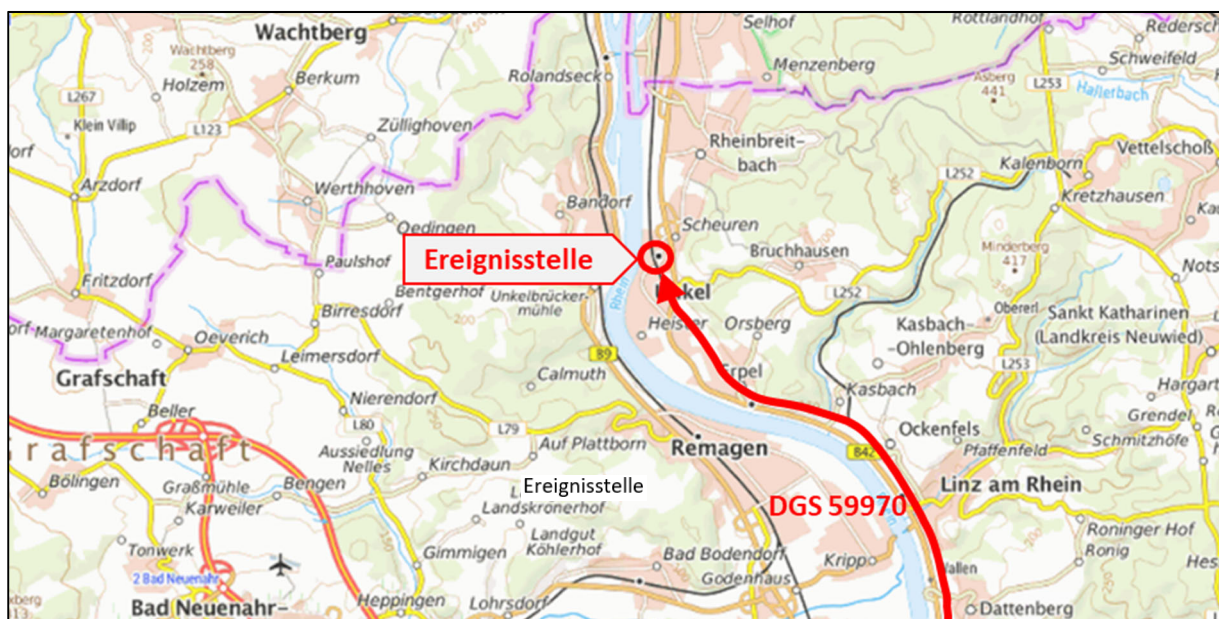 Wachtberg
Wachtberg
258
Holzem
Berkum
Rolandseck
Selhof
Menzenberg
Rottlandhof
Asberg
441
L253
Schweifeld
Hallerbach
L267
Klein Villip
L123
Züllighoven
Rheinbreit-
bach
Vettelschoß
L252
Kalenborn
Kretzhausen
Arzdorf
Werthhoven
Bandorf
Scheuren
Oedingen
Bruchhausen
Minderberg
417
Ereignisstelle
Paulshof
Fritzdorf
Bentgerhof
Unkelbrücker-
mühle
Rhein
L252
Obererl
Sankt Katharinen
(Landkreis Neuwied)
Birresdorf
Heister
Orsberg
Kasbach-
-Ohlenberg
Margaretenhof
Oeverich
Leimersdorf
B9
L253
Grafschaft
Calmuth
Erpel
Kasbach
Beller
Nierendorf
L79
Grendel
Grafschaft
L80
Auf Plattborn
Remagen
Ockenfels
Schmitzhöfe
Aussiedlung
Nelles
B42
Pfaffenfeld
Kirchdaun
Bölingen
Graßmühle
Bengen
Ereignisstelle
Linz am Rhein
Landskronerhof
DGS 59970
Karweiler
Landgut
Köhlerhof
Roninger Hof
Ronig
Tonwerk
Gimmigen
Bad Bodendorf
Kripp
2 Bad Neuenahr
Godenhaus
Bad Neuenahr-
Heppingen
Lohrsdorf
Dattenberg